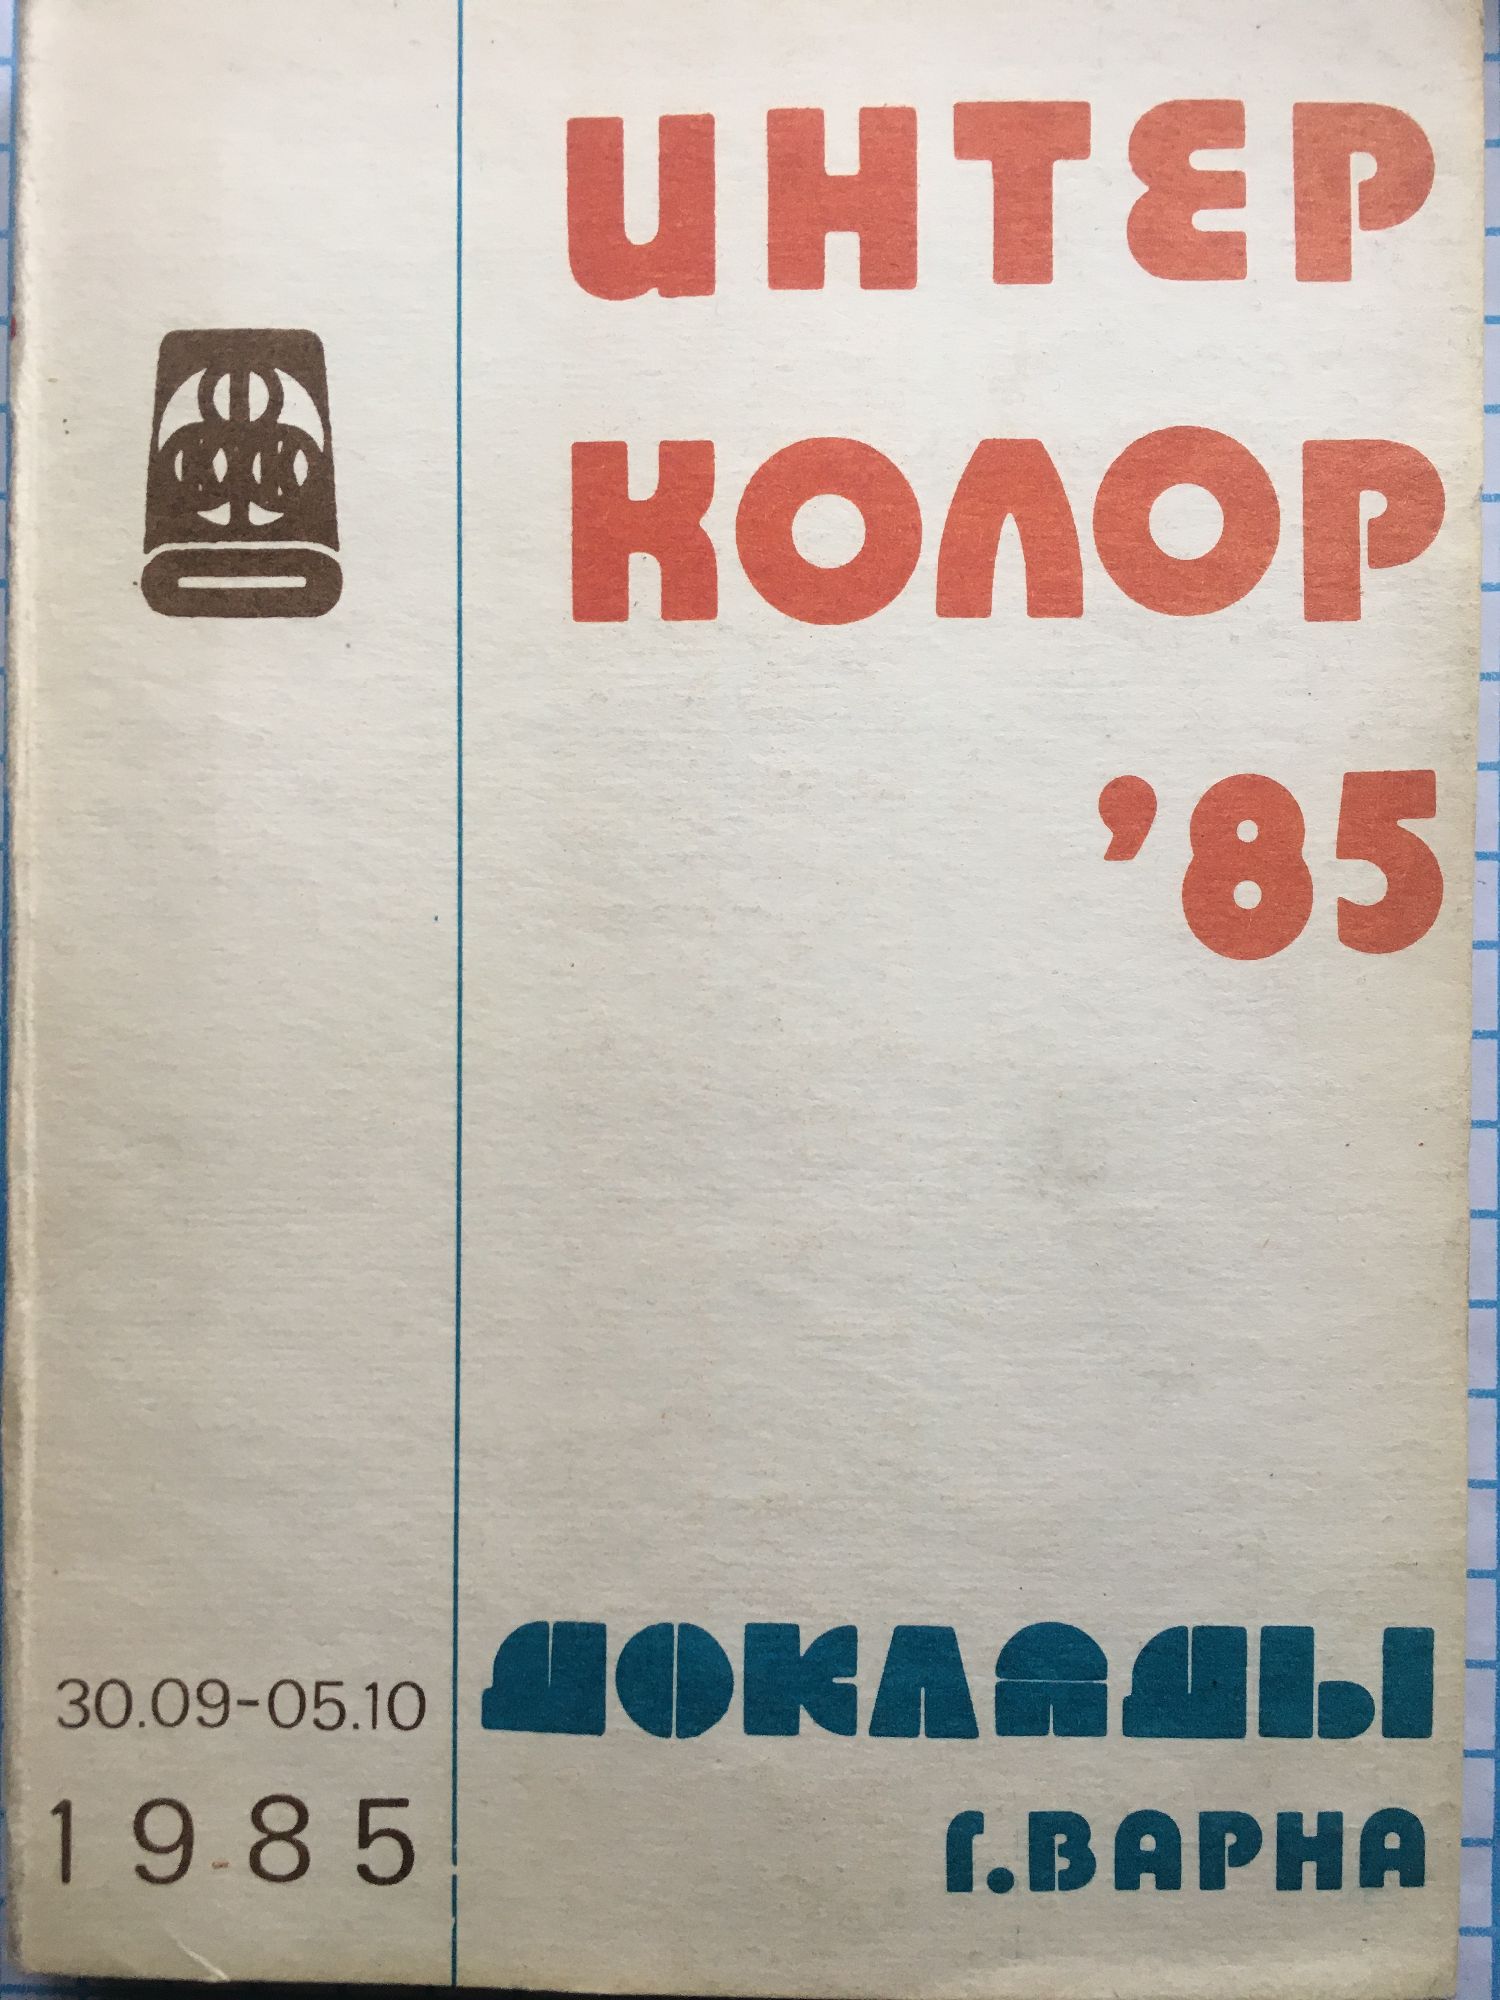 ИНТЕР
КОЛОР
'85
ДОКЛАДЫ
г.ВАРНА
30.09-05.10
1985